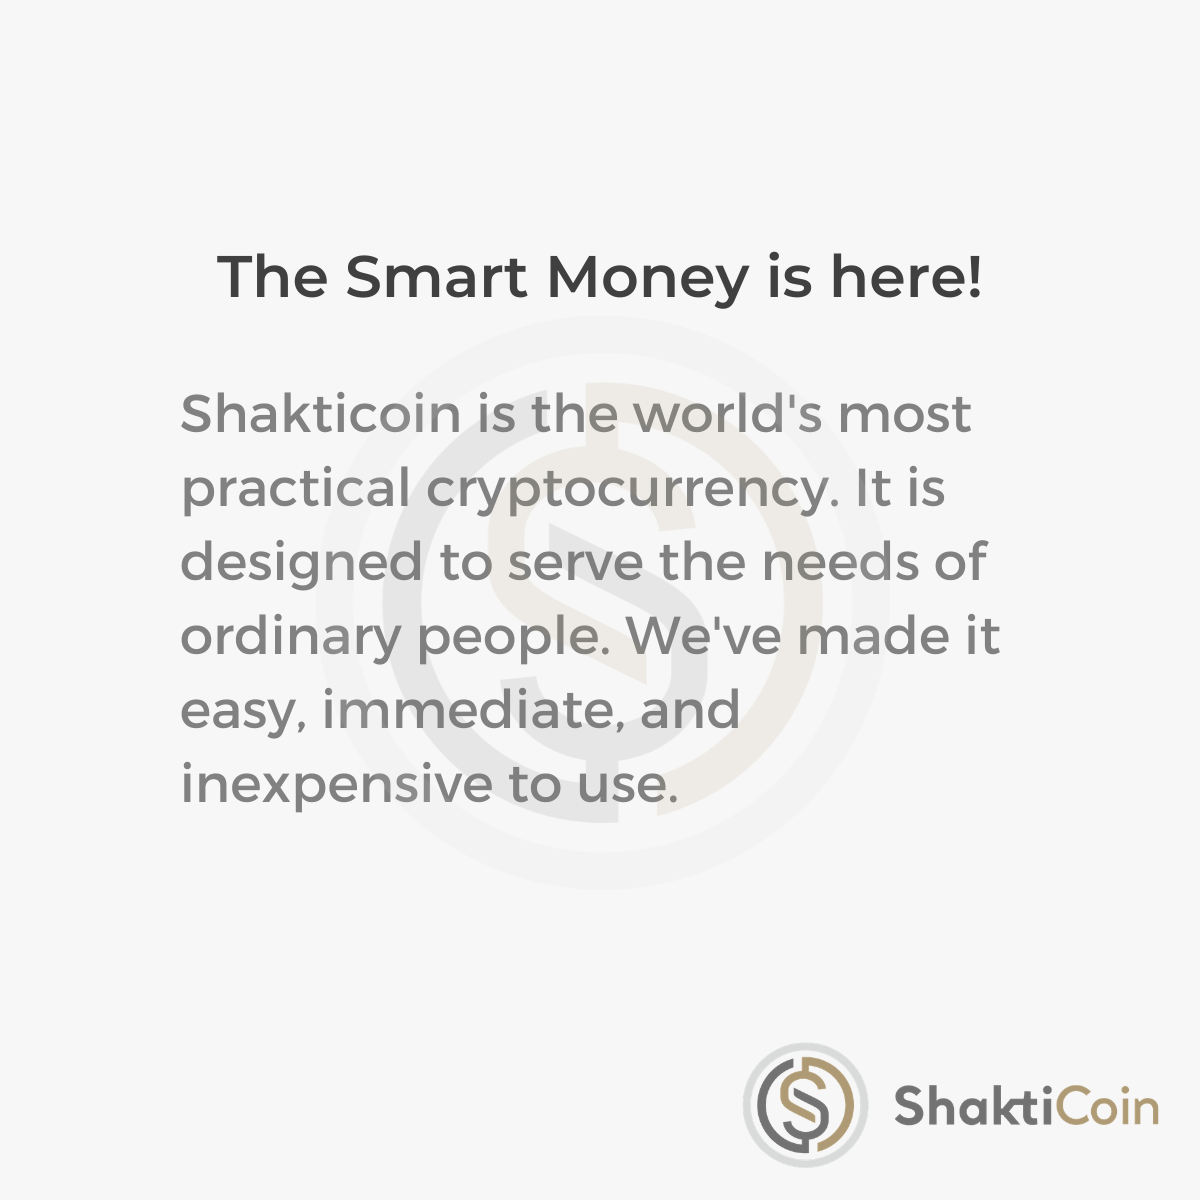 The Smart Money is here!
Shakticoin is the world's most
practical cryptocurrency. It is
designed to serve the needs of
ordinary people. We've made it
easy, immediate, and
inexpensive to use.
ShaktiCoin